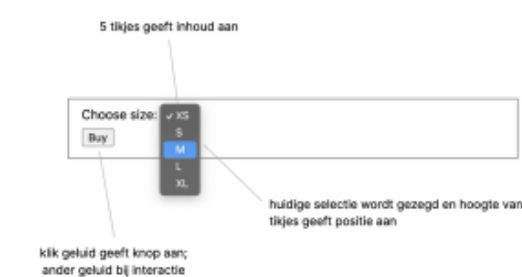 5 tikjes geeft inhoud aan
Choose size: ✓ XS
S
M
L
XL
Buy
huidige selectie wordt gezegd en hoogte van
tikjes geeft positie aan
klik geluid geeft knop aan;
ander geluid bij interactie